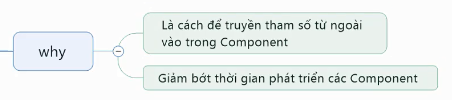 why
Là cách để truyền tham số từ ngoài
vào trong Component
Giảm bớt thời gian phát triển các Component